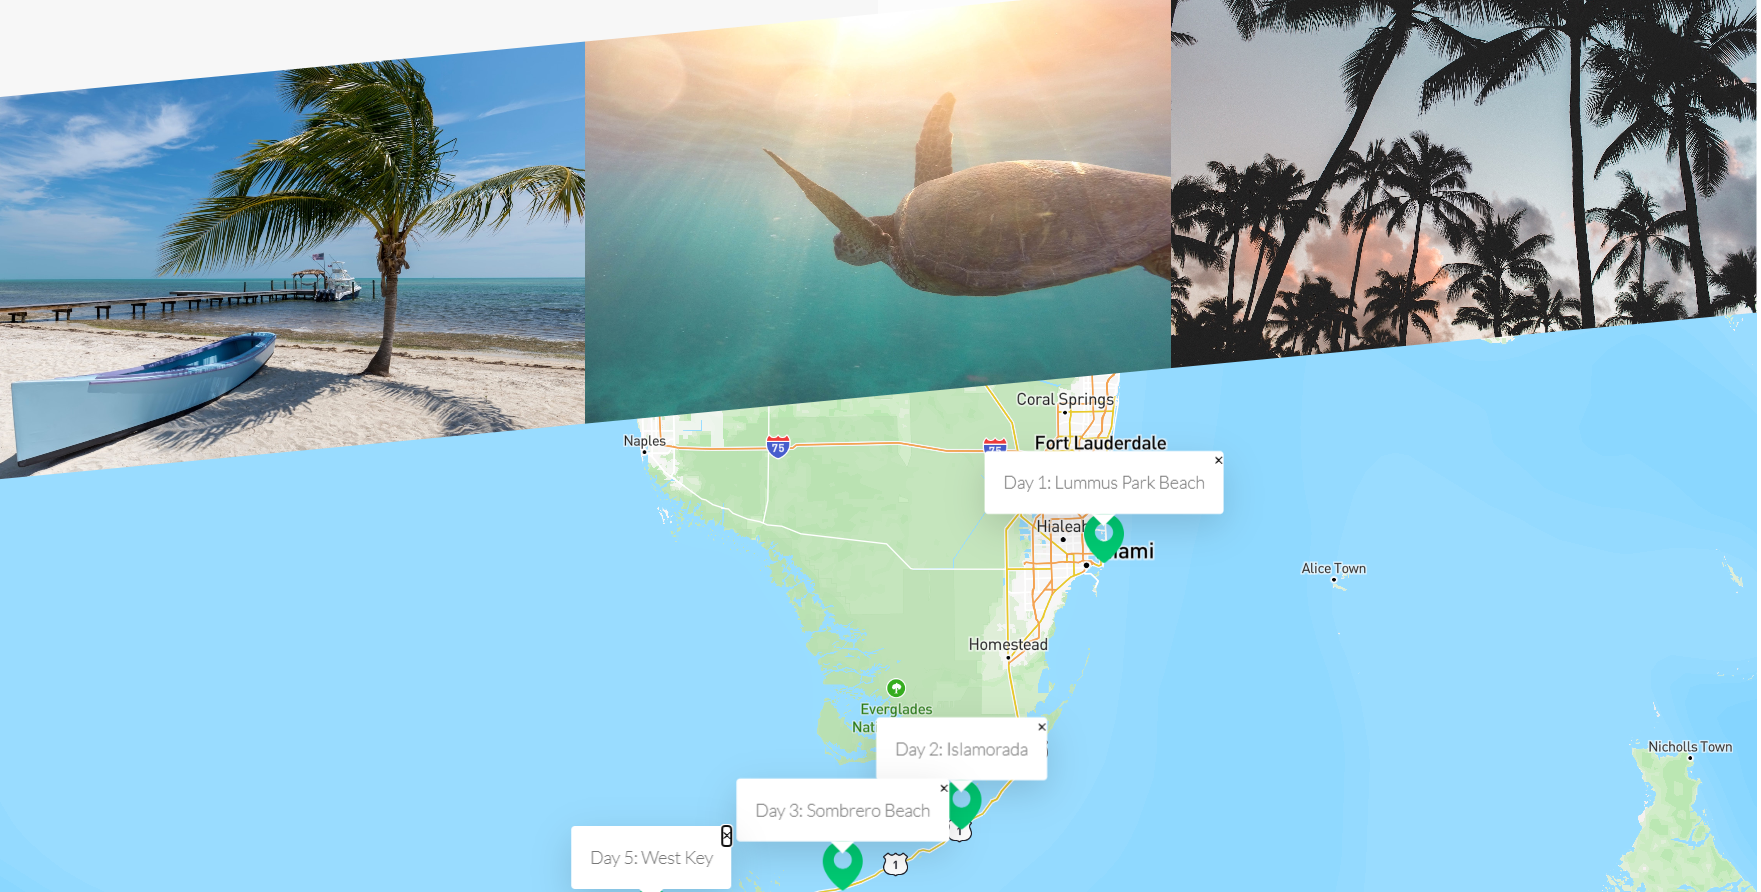 Coral Springs
Naples
75
75
Fort Lauderdale
Day 1: Lummus Park Beach
Hialeah
ami
Alice Town
Homestead
Everglades
Nat
Day 2: Islamorada
Nicholls Town
Day 3: Sombrero Beach
1
Day 5: West Key
1